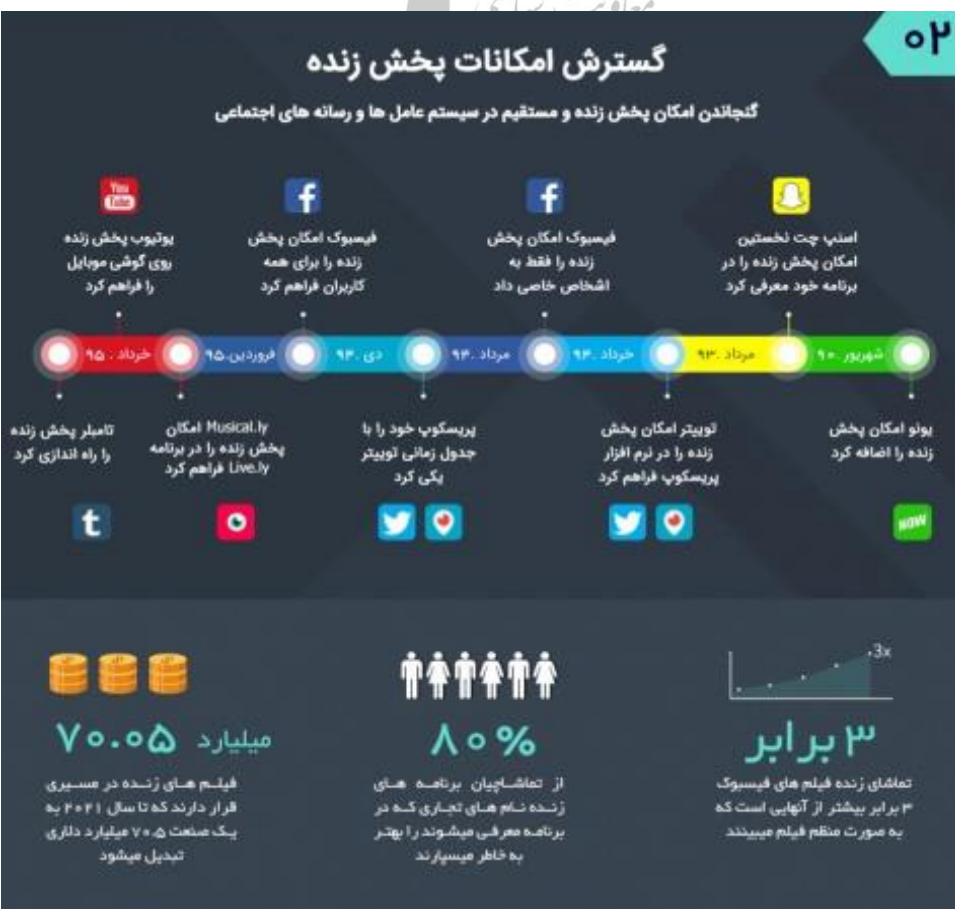 معاونت
۰۲
گسترش امکانات پخش زنده
گنجاندن امکان پخش زنده و مستقیم در سیستم عامل ها و رسانه های اجتماعی
اسنپ چت نخستین
امکان پخش زنده را در
برنامه خود معرفی کرد
فیسبوک امکان پخش
زنده را فقط به
اشخاص خاصی داد
فیسبوک امکان پخش
زنده را برای همه
کاربران فراهم کرد
You
Tube
یوتیوب پخش زنده
روی گوشی موبایل
را فراهم کرد
شهریور .۹۰
مرداد .۹۳
خرداد .۹۴
مرداد .۹۴
دی .۹۴
فروردین.۹۵
خرداد . ۹۵
یونو امکان پخش
زنده را اضافه کرد
NOW
توییتر امکان پخش
زنده را در نرم افزار
پریسکوپ فراهم کرد
پریسکوپ خود را با
جدول زمانی توییتر
یکی کرد
Musical.ly امکان
پخش زنده را در برنامه
Live.ly فراهم کرد
تامبلر پخش زنده
را راه اندازی کرد
3x
۳ برابر
تماشای زنده فیلم های فیسبوک
۳ برابر بیشتر از آنهایی است که
به صورت منظم فیلم میبینند
۸۰%
از تماشاچیان برنامه های
زنده نام های تجاری که در
برنامه معرفی میشوند را بهتر
به خاطر میسپارند
۷۰.۰۵ میلیارد
فیلم های زنده در مسیری
قرار دارند که تا سال ۲۰۲۱ به
یک صنعت ۷۰.۵ میلیارد دلاری
تبدیل میشود